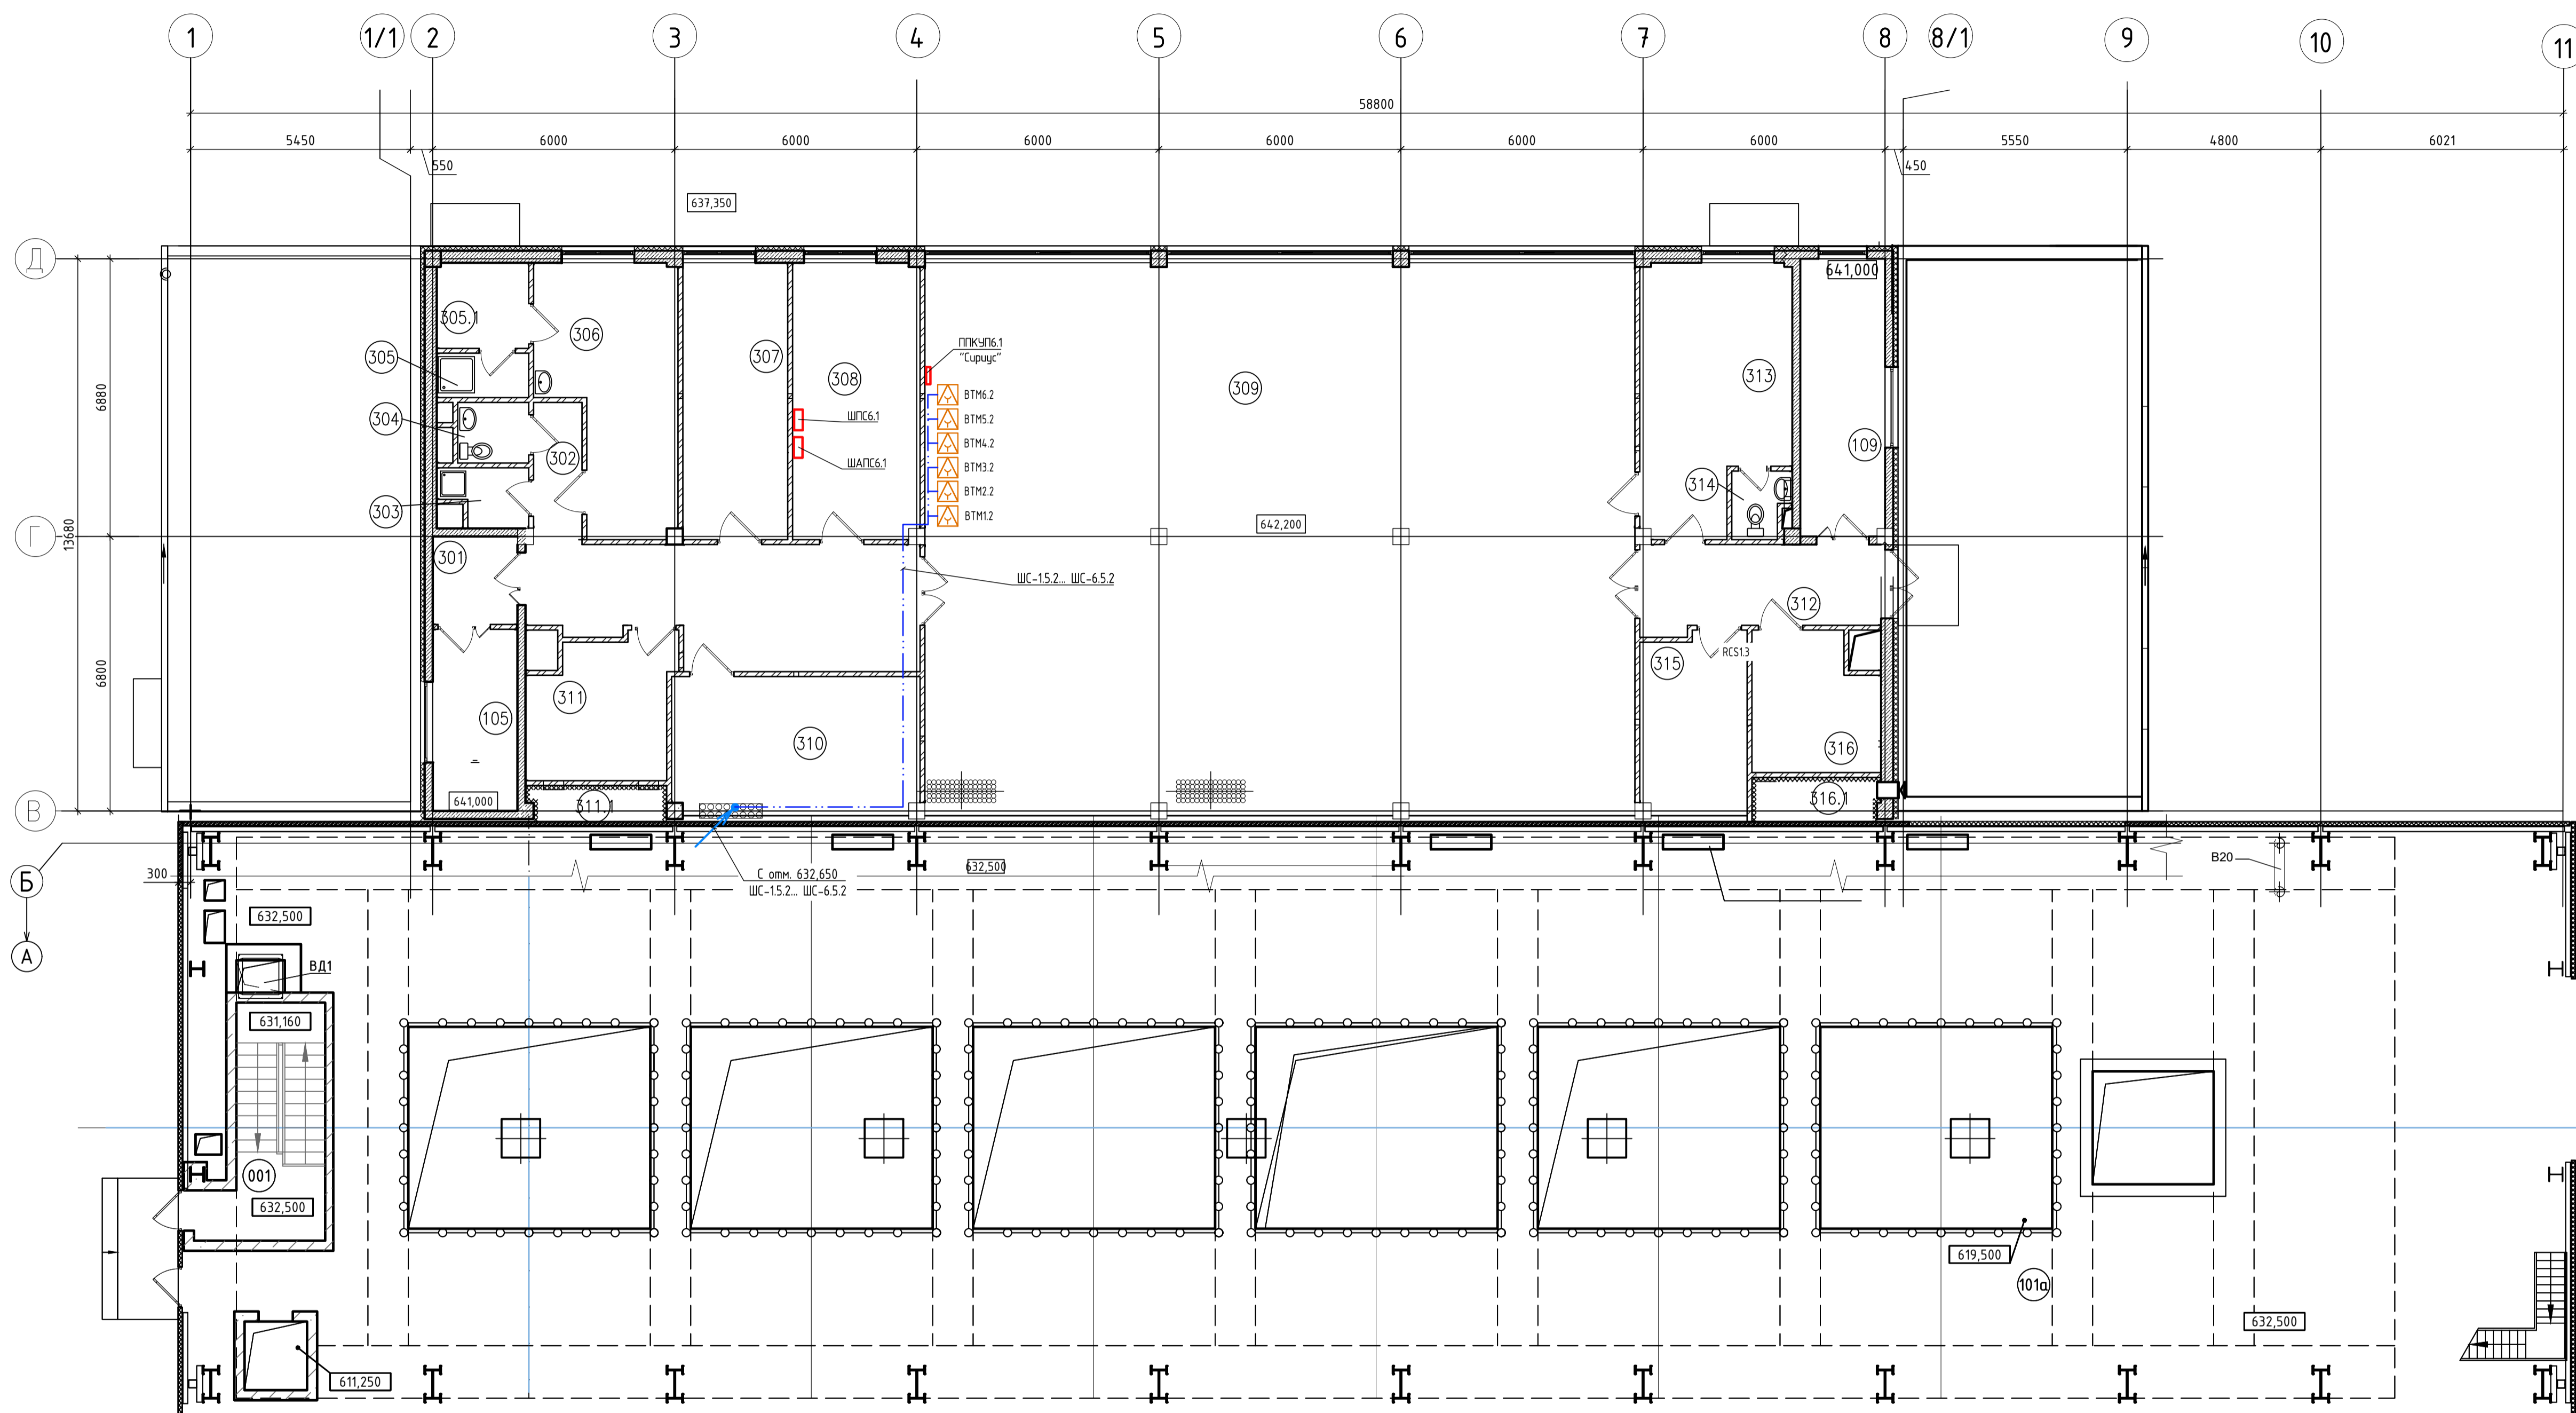 1 1/1 2 3 4 5 6 7 8 8/1 9 10 11
58800
5450 6000 6000 6000 6000 6000 6000 5550 4800 6021
550 450
637,350
Д
641,000
305.1 306
ППКУП6.1
"Сириус"
305 307 308 309 313
ВТМ6.2
ШПС6.1
ВТМ5.2
304
ВТМ4.2
302 109
ШАПС6.1
ВТМ3.2
314
ВТМ2.2
303
ВТМ1.2
6880
13680
642,200
Г
301
ШС-1.5.2... ШС-6.5.2
312
RCS1.3
315
6800
311
105
310
316
641,000
311.1
316.1
В
С отм. 632,650
ШС-1.5.2... ШС-6.5.2
632,500
В20
300
Б
632,500
А
ВД1
631,160
001
632,500
619,500
101а
632,500
611,250